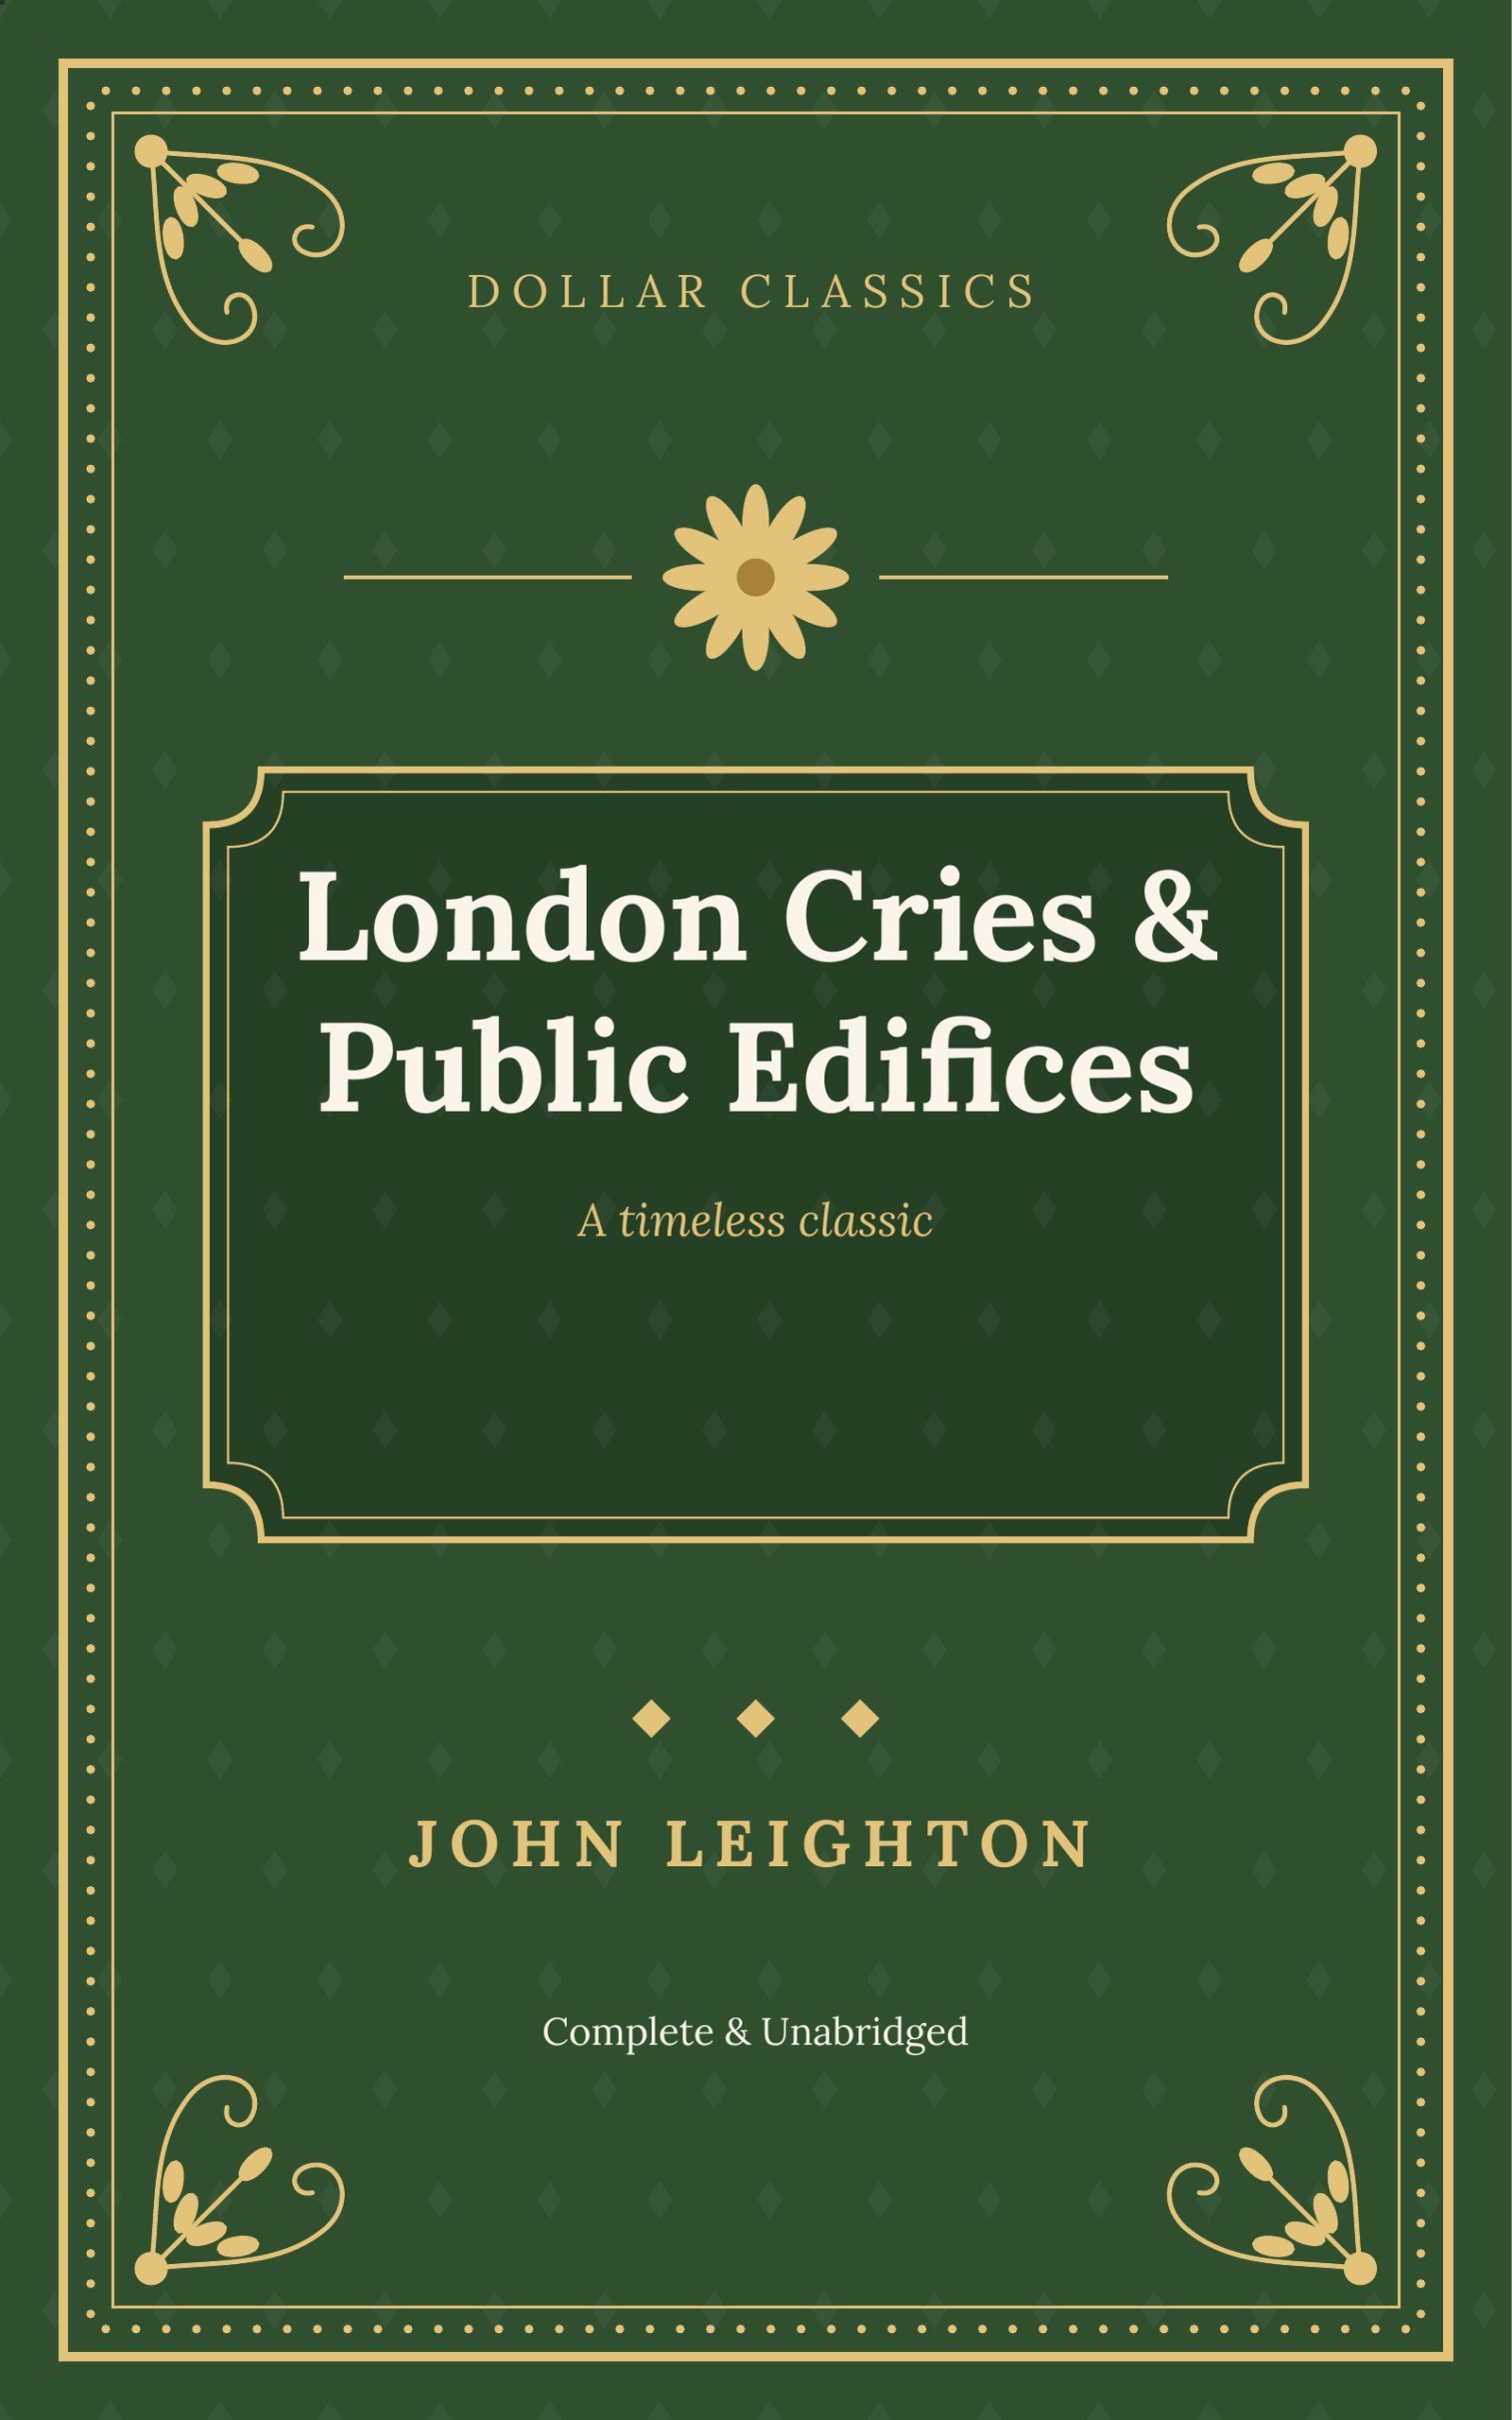 DOLLAR CLASSICS
London Cries &
Public Edifices
A timeless classic
JOHN LEIGHTON
Complete & Unabridged